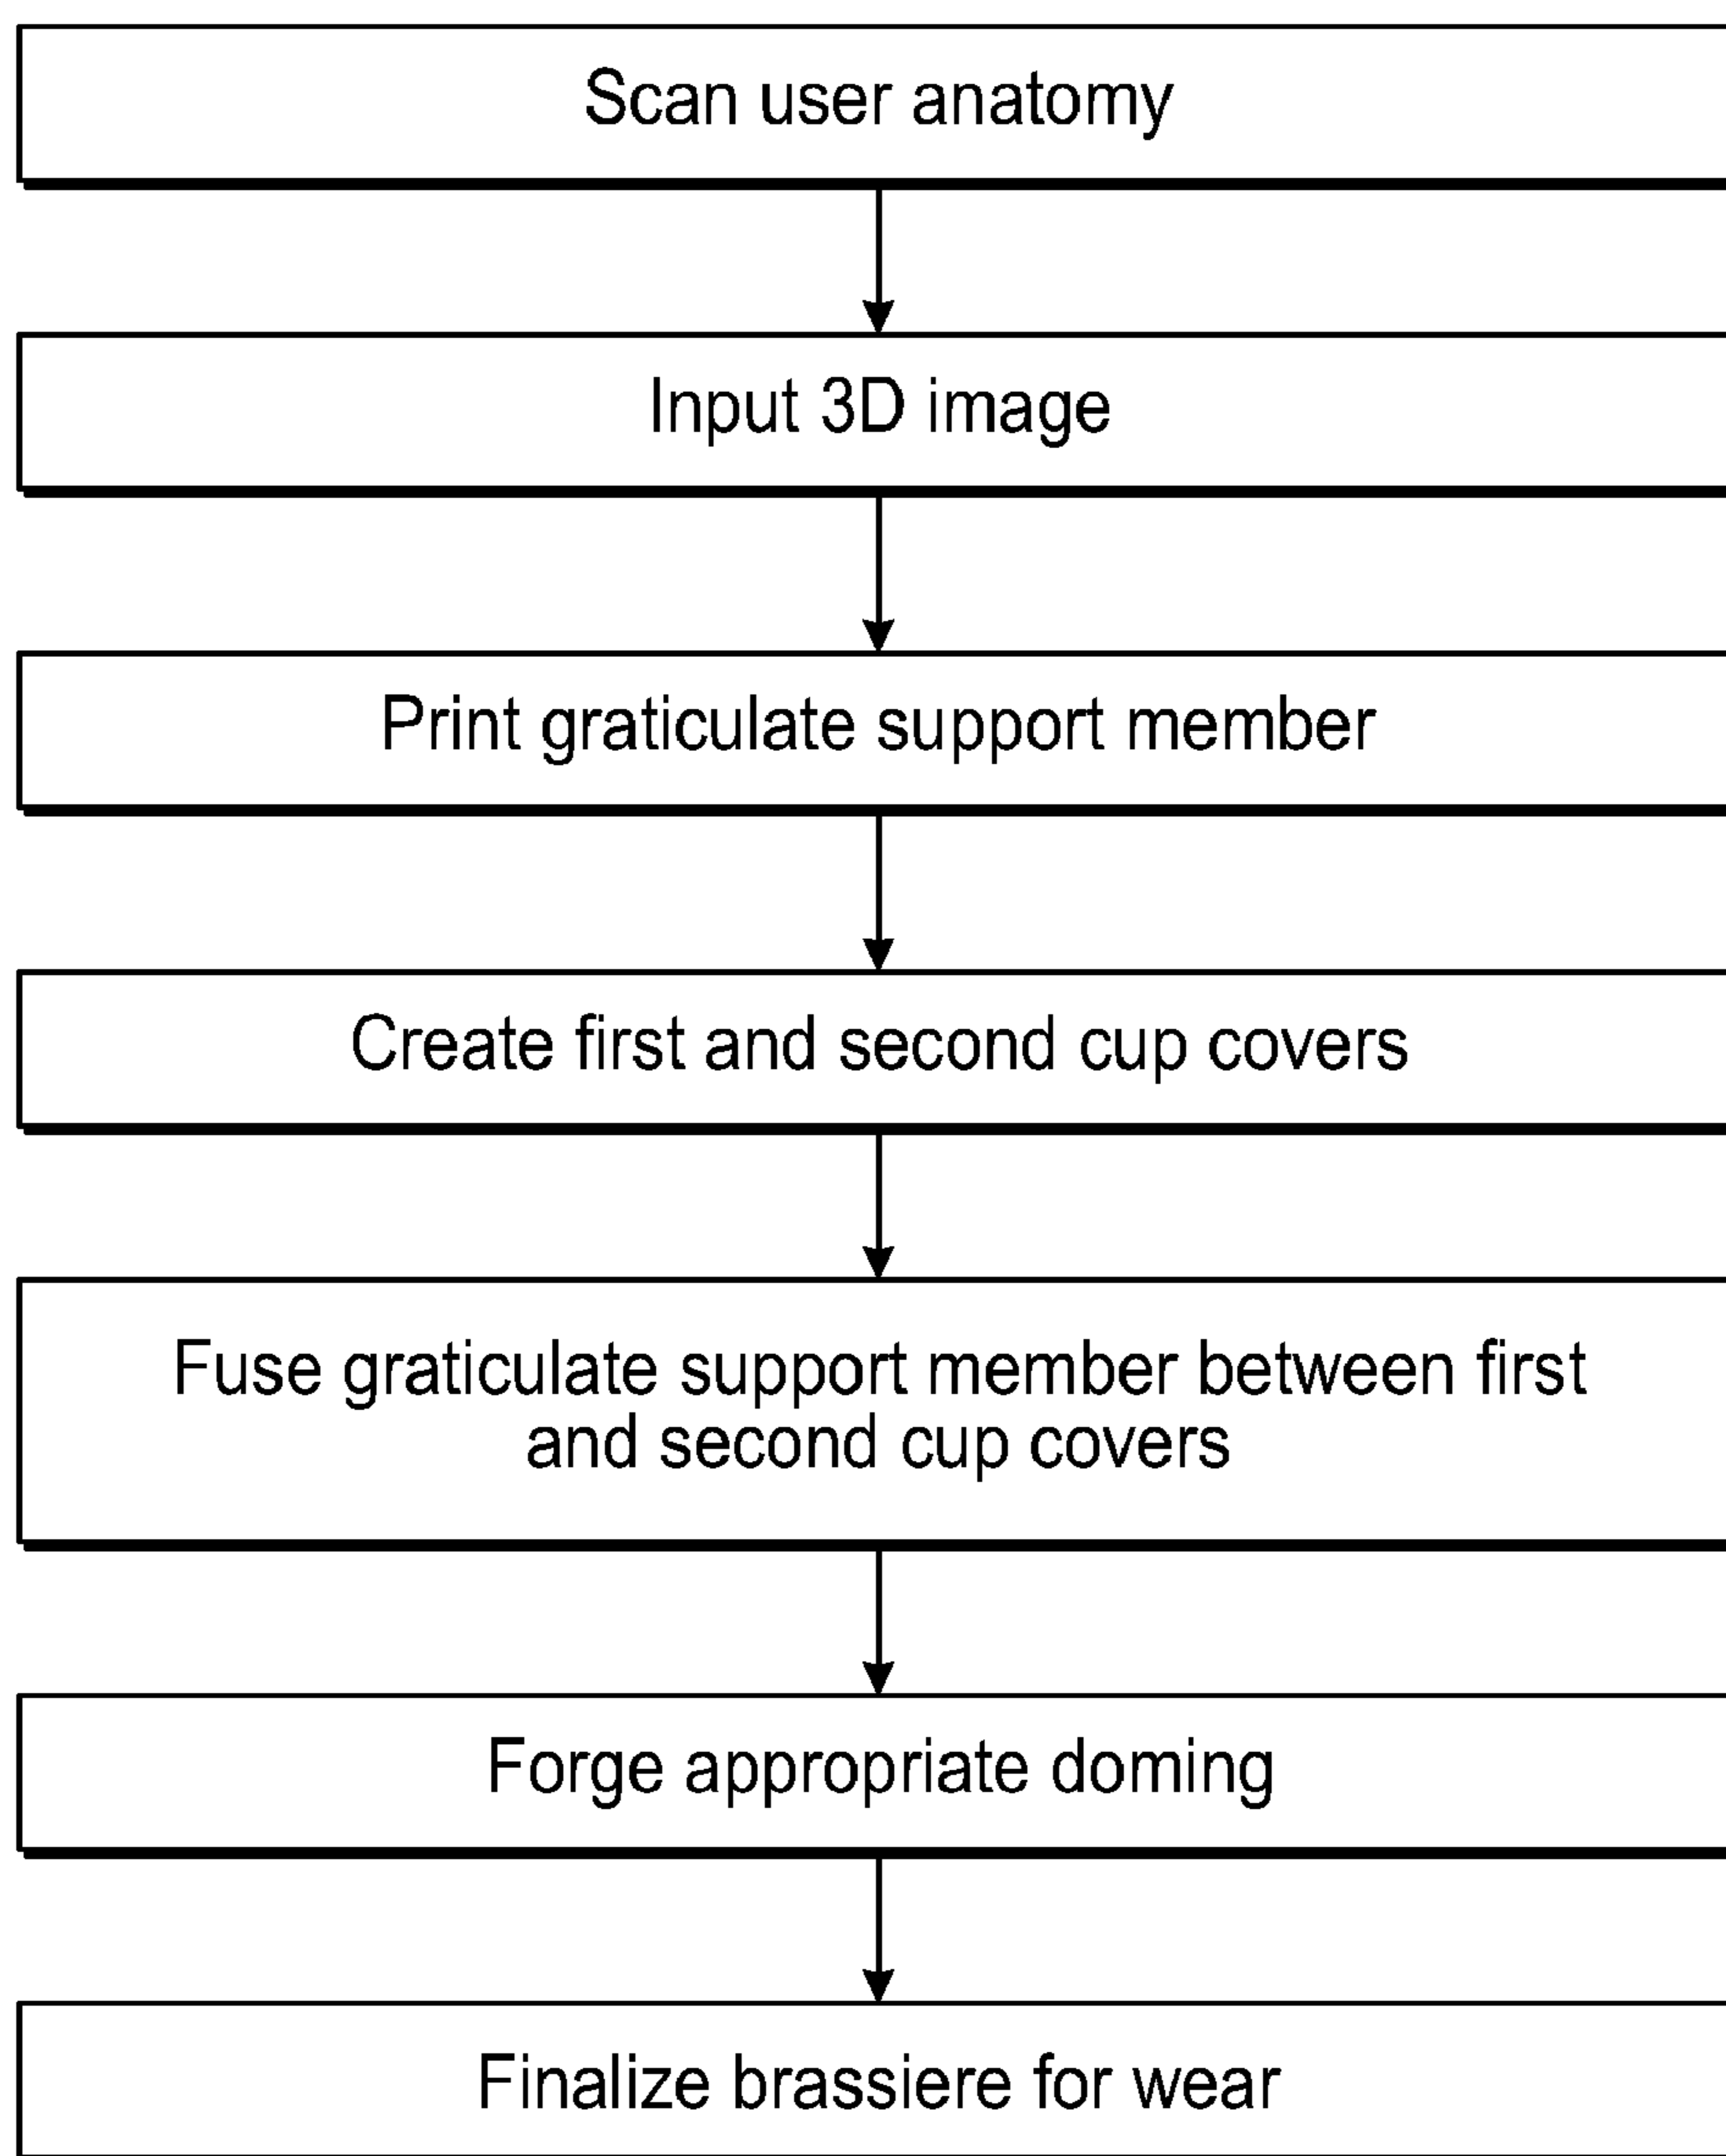 Scan user anatomy
Input 3D image
Print graticulate support member
Create first and second cup covers
Fuse graticulate support member between first
and second cup covers
Forge appropriate doming
Finalize brassiere for wear